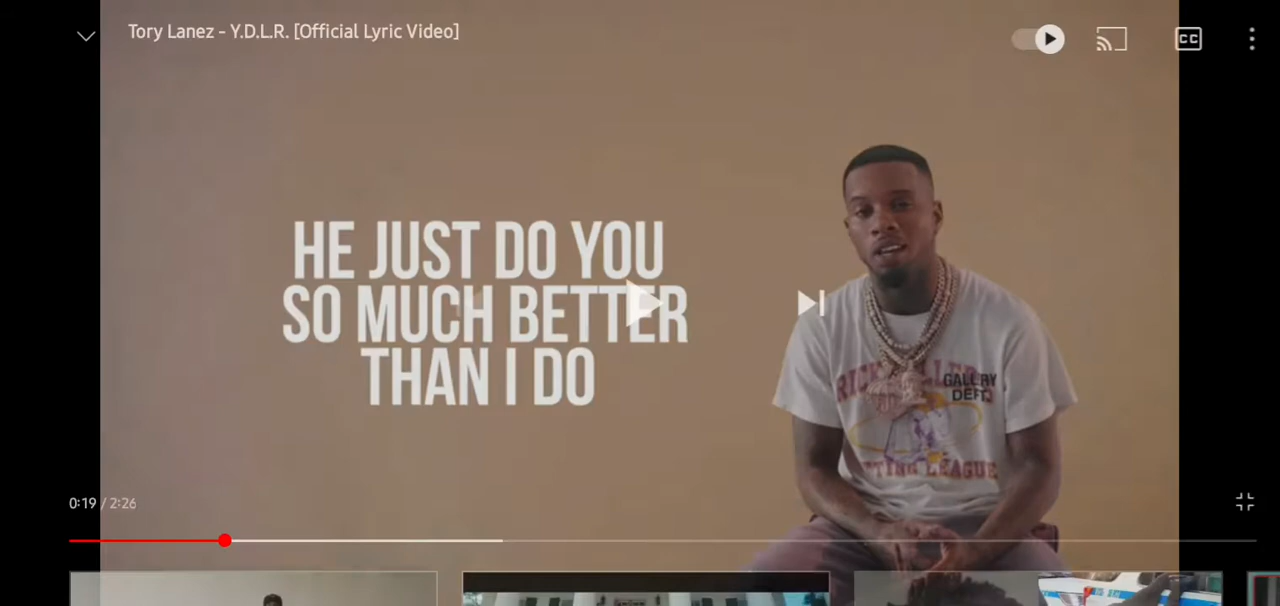 Tory Lanez - Y.D.L.R. [Official Lyric Video]
CC
HE JUST DO YOU
SO MUCH BETTER
THAN I DO
GALLERY
DEPT.
LEAGUE
0:19 / 2:26